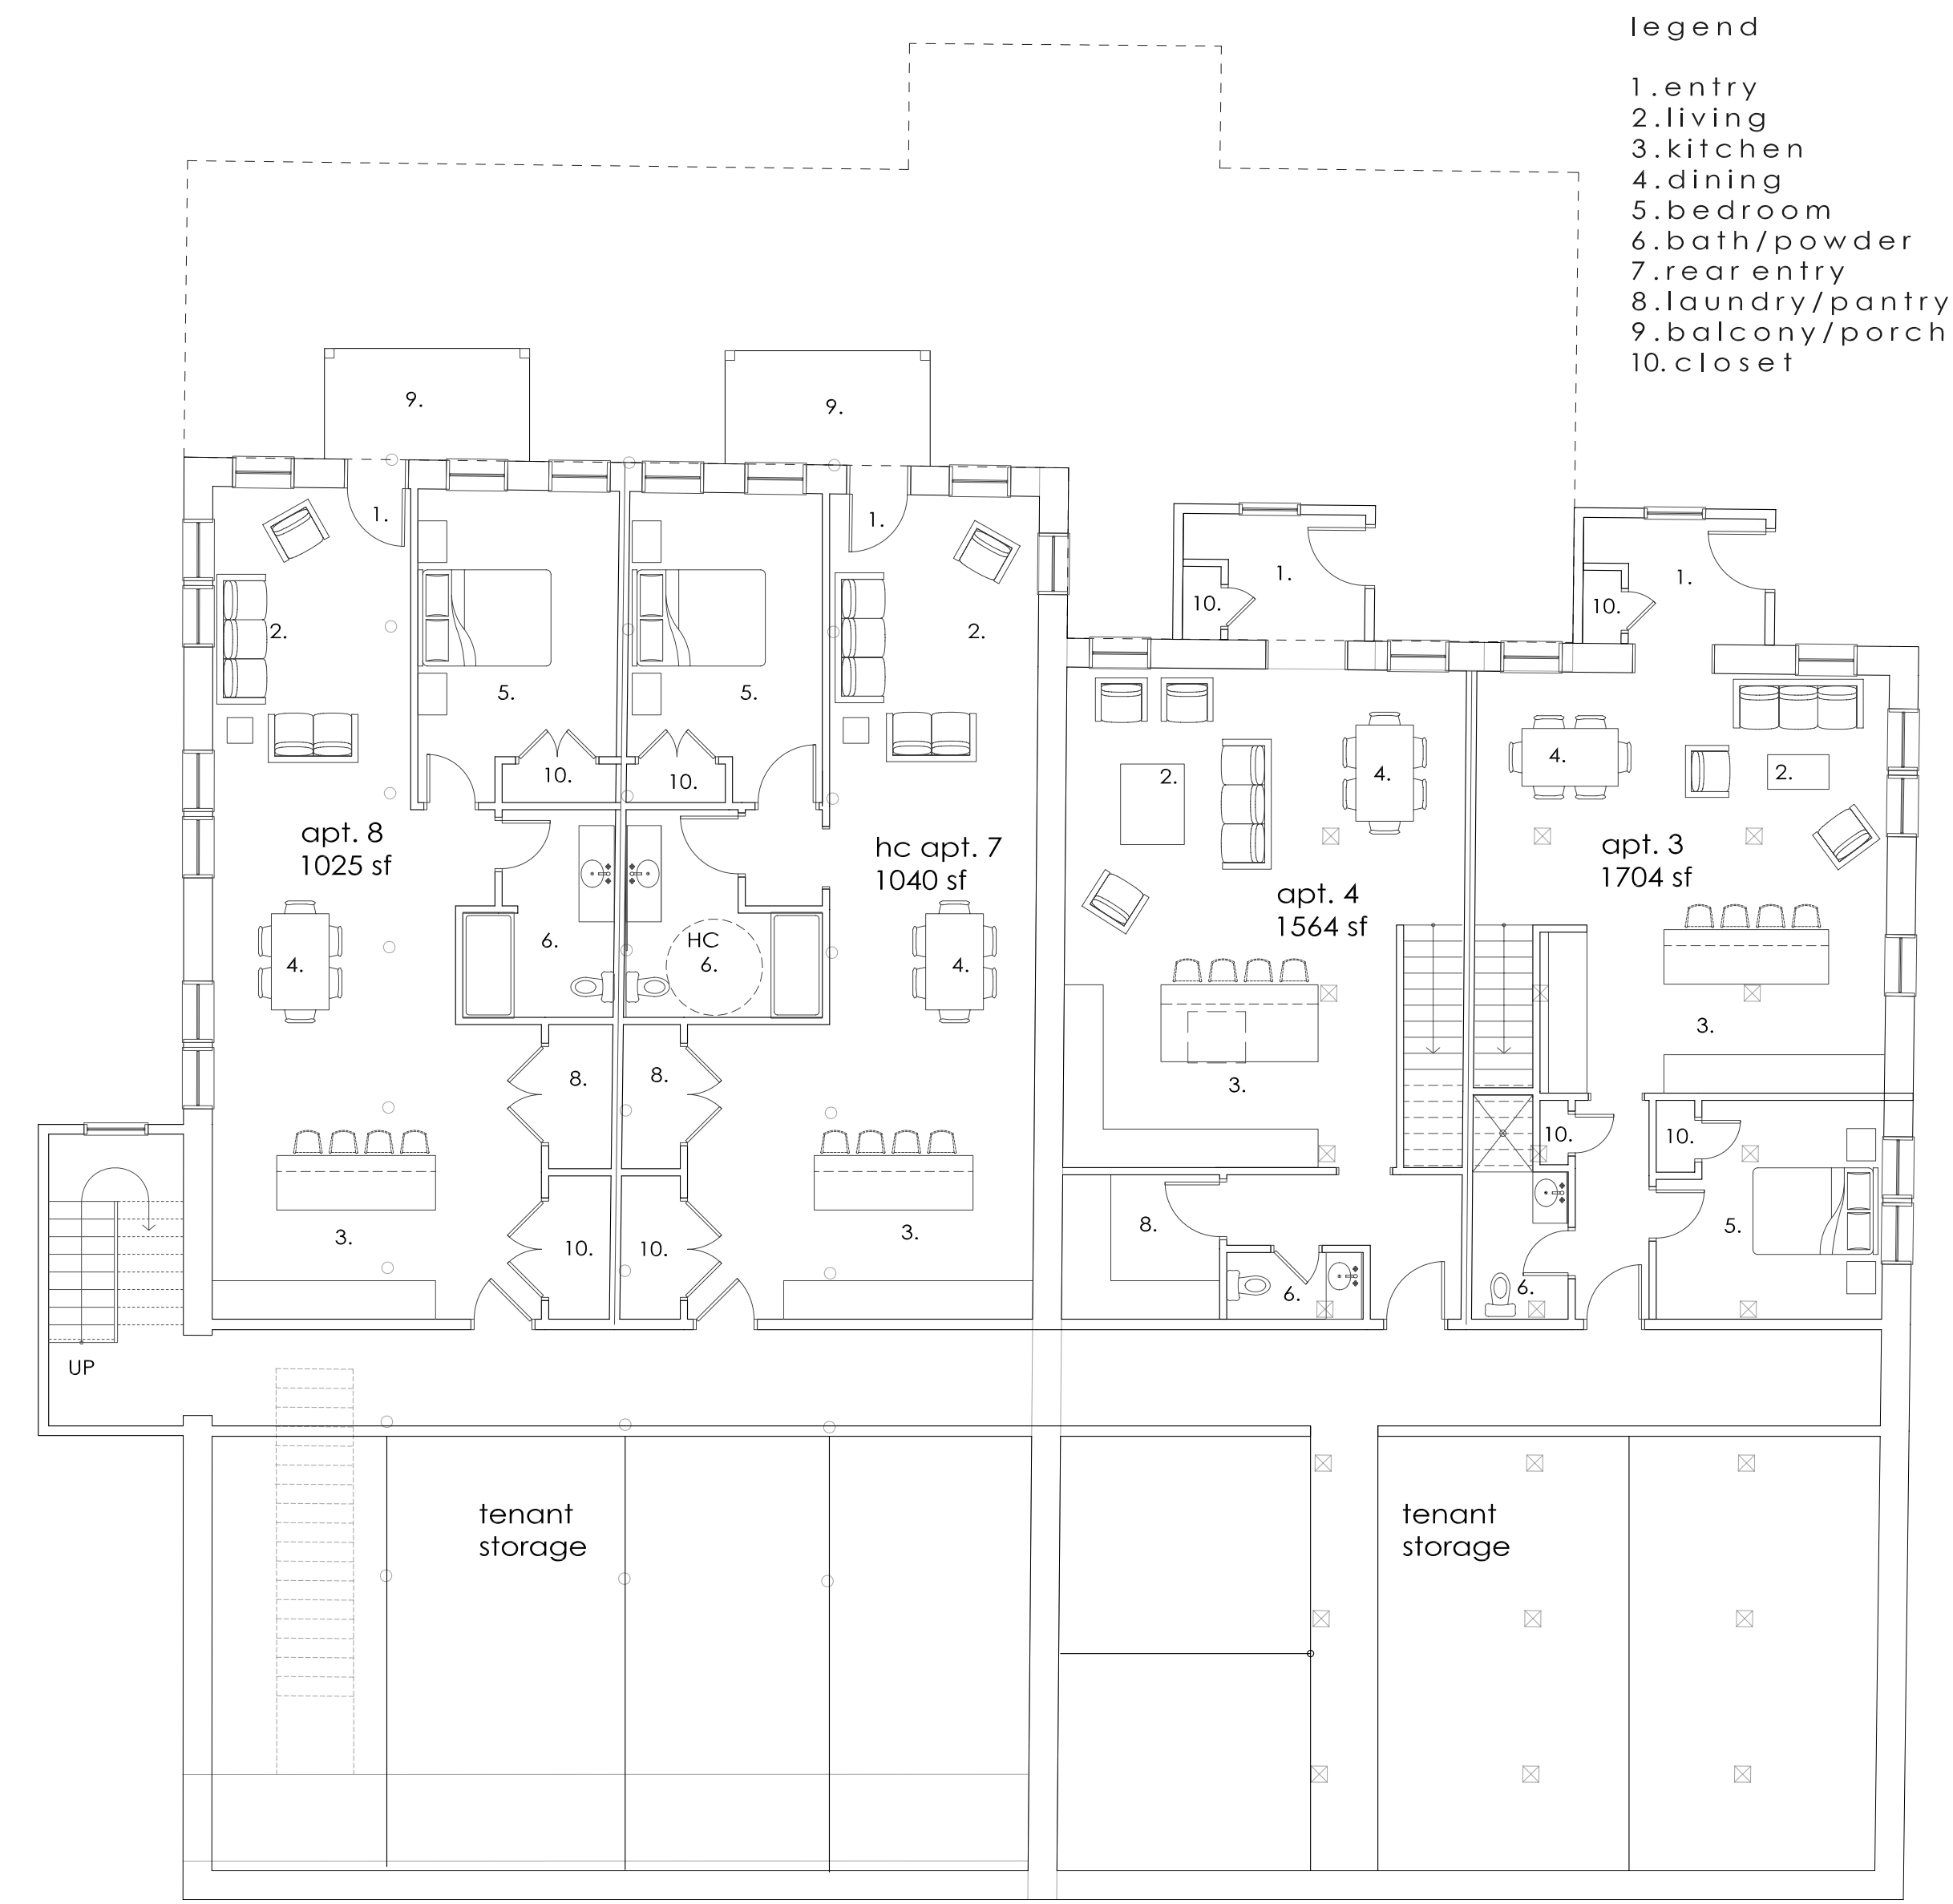 legend
1. entry
2. living
3. kitchen
4. dining
5. bedroom
6. bath/powder
7. rear entry
8. laundry/pantry
9. balcony/porch
10. closet
9.
9.
1.
1.
1.
10.
1.
10.
2.
2.
5.
5.
10.
10.
2.
4.
4.
2.
apt. 8
1025 sf
hc apt. 7
1040 sf
apt. 4
1564 sf
apt. 3
1704 sf
4.
6.
HC
6.
4.
3.
3.
8.
8.
10.
10.
3.
10.
10.
3.
8.
6.
6.
5.
UP
tenant
storage
tenant
storage